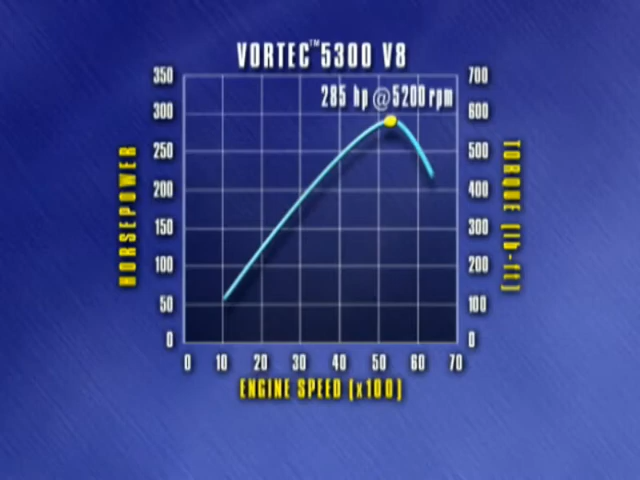 VORTEC™5300 V8
285 hp @5200 rpm
HORSEPOWER
350
300
250
200
150
100
50
0
700
600
500
400
300
200
100
0
TORQUE (lb-ft)
0 10 20 30 40 50 60 70
ENGINE SPEED (x100)